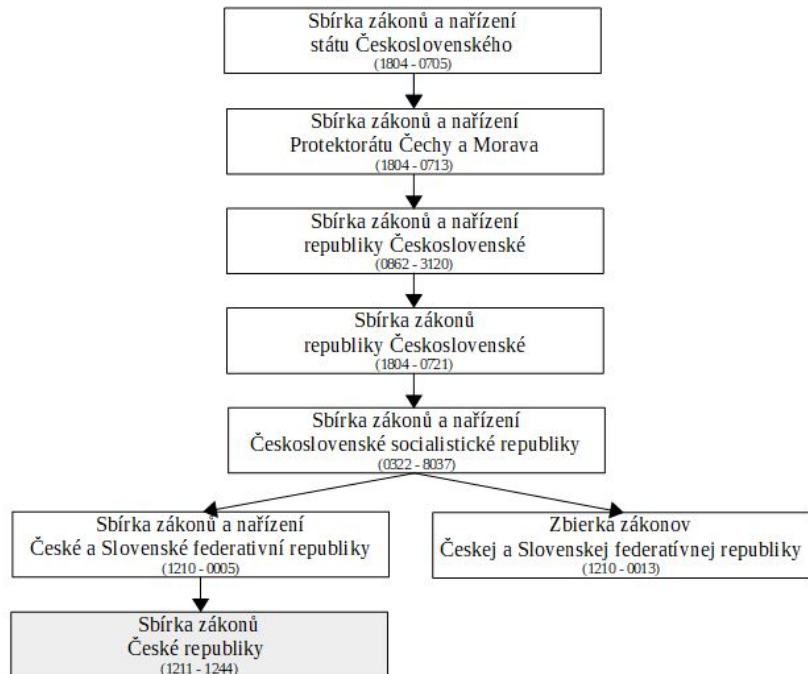 Sbírka zákonů a nařízení
státu Československého
(1804 - 0705)
Sbírka zákonů a nařízení
Protektorátu Čechy a Morava
(1804 - 0713)
Sbírka zákonů a nařízení
republiky Československé
(0862 - 3120)
Sbírka zákonů
republiky Československé
(1804 - 0721)
Sbírka zákonů a nařízení
Československé socialistické republiky
(0322 - 8037)
Sbírka zákonů a nařízení
České a Slovenské federativní republiky
(1210 - 0005)
Zbierka zákonov
Českej a Slovenskej federatívnej republiky
(1210 - 0013)
Sbírka zákonů
České republiky
(1211 - 1244)